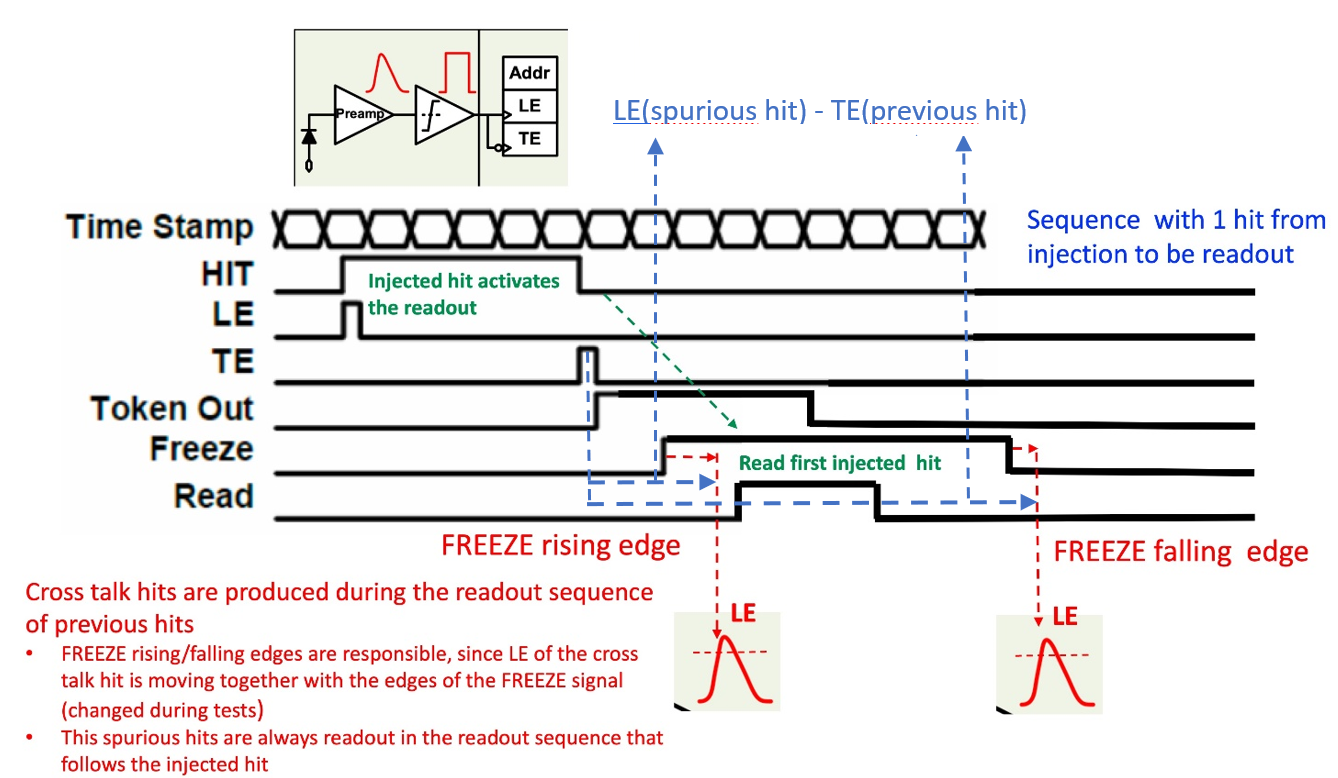 Addr
Preamp
LE
TE
LE(spurious hit) - TE(previous hit)
Time Stamp
Sequence with 1 hit from
injection to be readout
HIT
Injected hit activates
the readout
LE
TE
Token Out
Freeze
Read first injected hit
Read
FREEZE rising edge
FREEZE falling edge
Cross talk hits are produced during the readout sequence
of previous hits
• FREEZE rising/falling edges are responsible, since LE of the cross
talk hit is moving together with the edges of the FREEZE signal
(changed during tests)
• This spurious hits are always readout in the readout sequence that
follows the injected hit
LE
LE